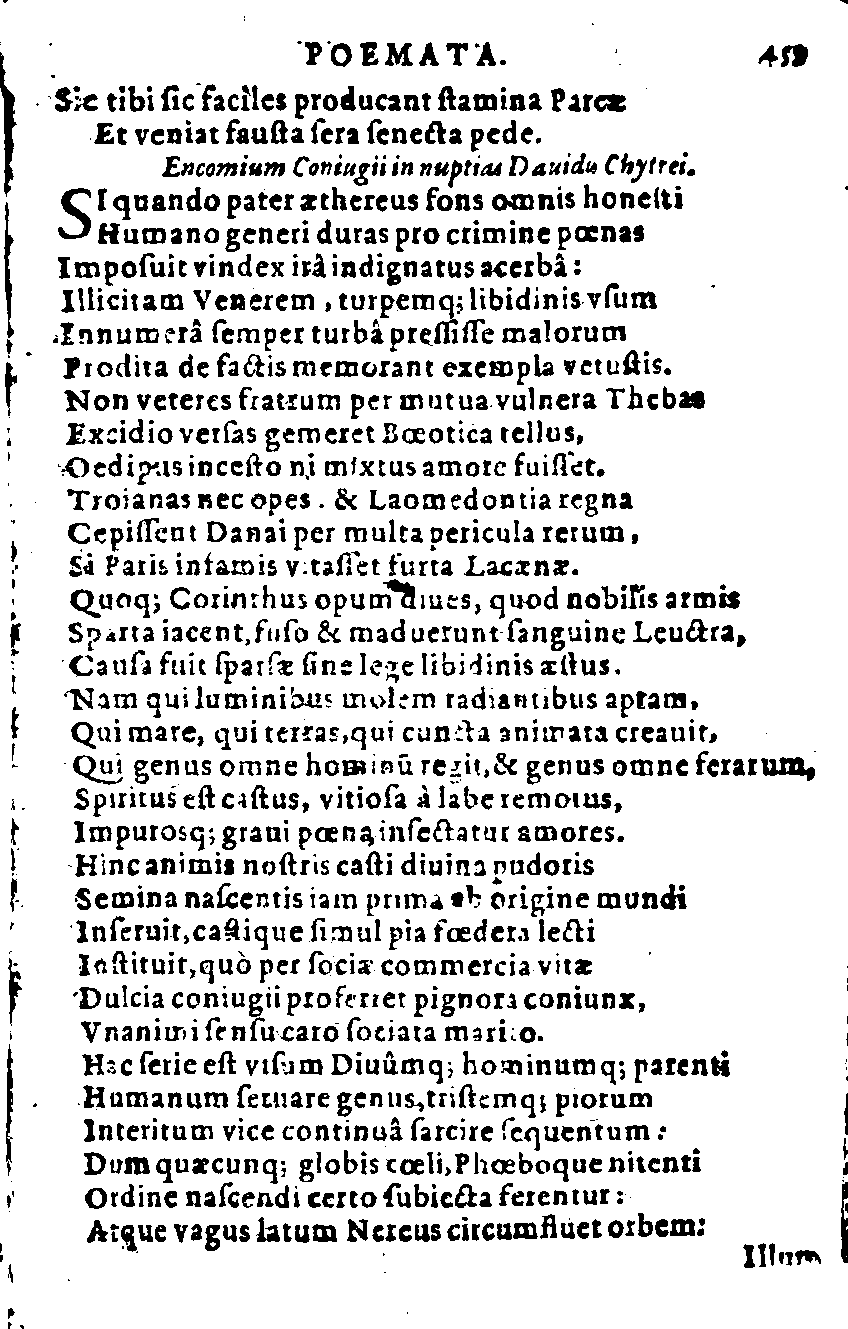 POEMATA. 459
Sic tibi ſic faciles producant ſtamina Parcæ
Et veniat fauſta ſera ſenecta pede.
Encomium Coniugii in nuptias Dauidis Chytrei.
SI quando pater æthereus fons omnis honeſti
Humano generi duras pro crimine pœnas
Impoſuit vindex irâ indignatus acerbâ:
Illicitam Venerem, turpemq; libidinis vſum
Innumerâ ſemper turbâ preſſiſſe malorum
Prodita de factis memorant exempla vetuſtis.
Non veteres fratrum per mutua vulnera Thebas
Excidio verſas gemeret Bœotica tellus,
Oedipus inceſto ni mixtus amore fuiſſet.
Troianas nec opes. & Laomedontia regna
Cepiſſent Danai per multa pericula rerum,
Si Paris infamis vitaſſet furta Lacænæ.
Quoq; Corinthus opum diues, quod nobilis armis
Sparta iacent, fuſo & maduerunt ſanguine Leuctra,
Cauſa fuit ſparſæ ſine lege libidinis æſtus.
Nam qui luminibus molem radiantibus aptam,
Qui mare, qui terras, qui cuncta animata creauit,
Qui genus omne hominū regit, & genus omne ferarum,
Spiritus eſt caſtus, vitioſa à labe remotus,
Impurosq; graui pœna inſectatur amores.
Hinc animis noſtris caſti diuina pudoris
Semina naſcentis iam prima ab origine mundi
Inſeruit, caſtique ſimul pia fœdera lecti
Inſtituit, quò per ſociæ commercia vitæ
Dulcia coniugii proferret pignora coniunx,
Vnanimi ſenſu caro ſociata marito.
Hac ſerie eſt viſum Diuûmq; hominumq; parenti
Humanum ſeruare genus, triſtemq; piorum
Interitum vice continuâ ſarcire ſequentum:
Dum quæcunq; globis cœli, Phœboque nitenti
Ordine naſcendi certo ſubiecta ferentur:
Atque vagus latum Nereus circumfluet orbem:
Illum